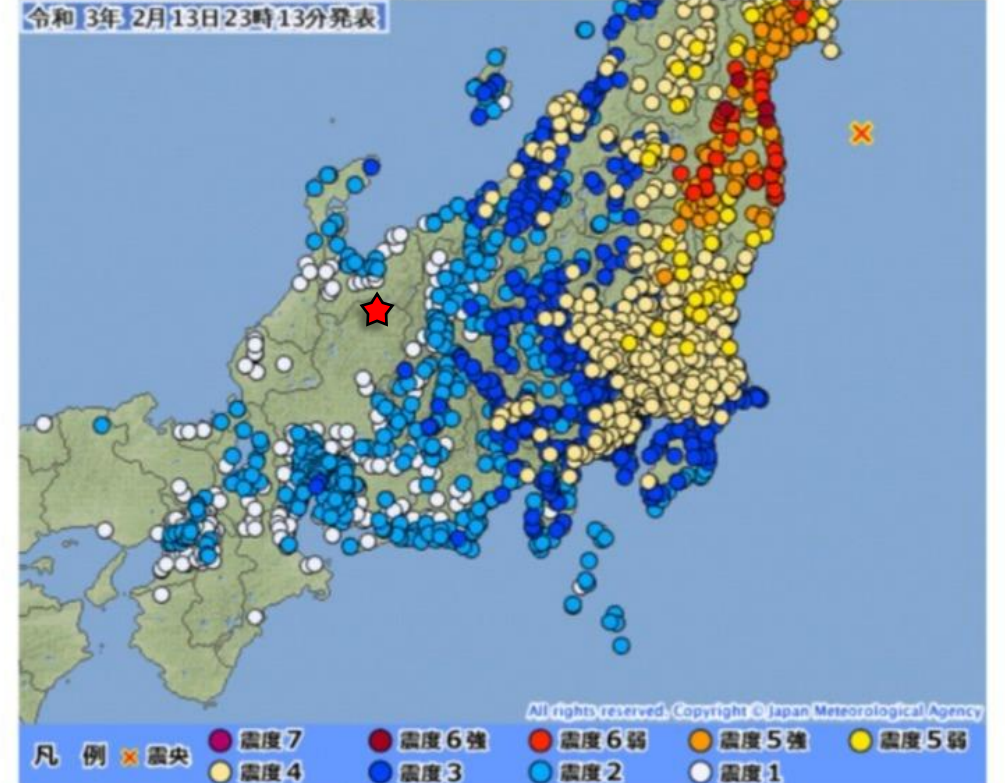 令和 3年 2月13日23時13分発表
All rights reserved. Copyright © Japan Meteorological Agency
凡 例 震央 震度7 震度6強 震度6弱 震度5強 震度5弱
震度4 震度3 震度2 震度1